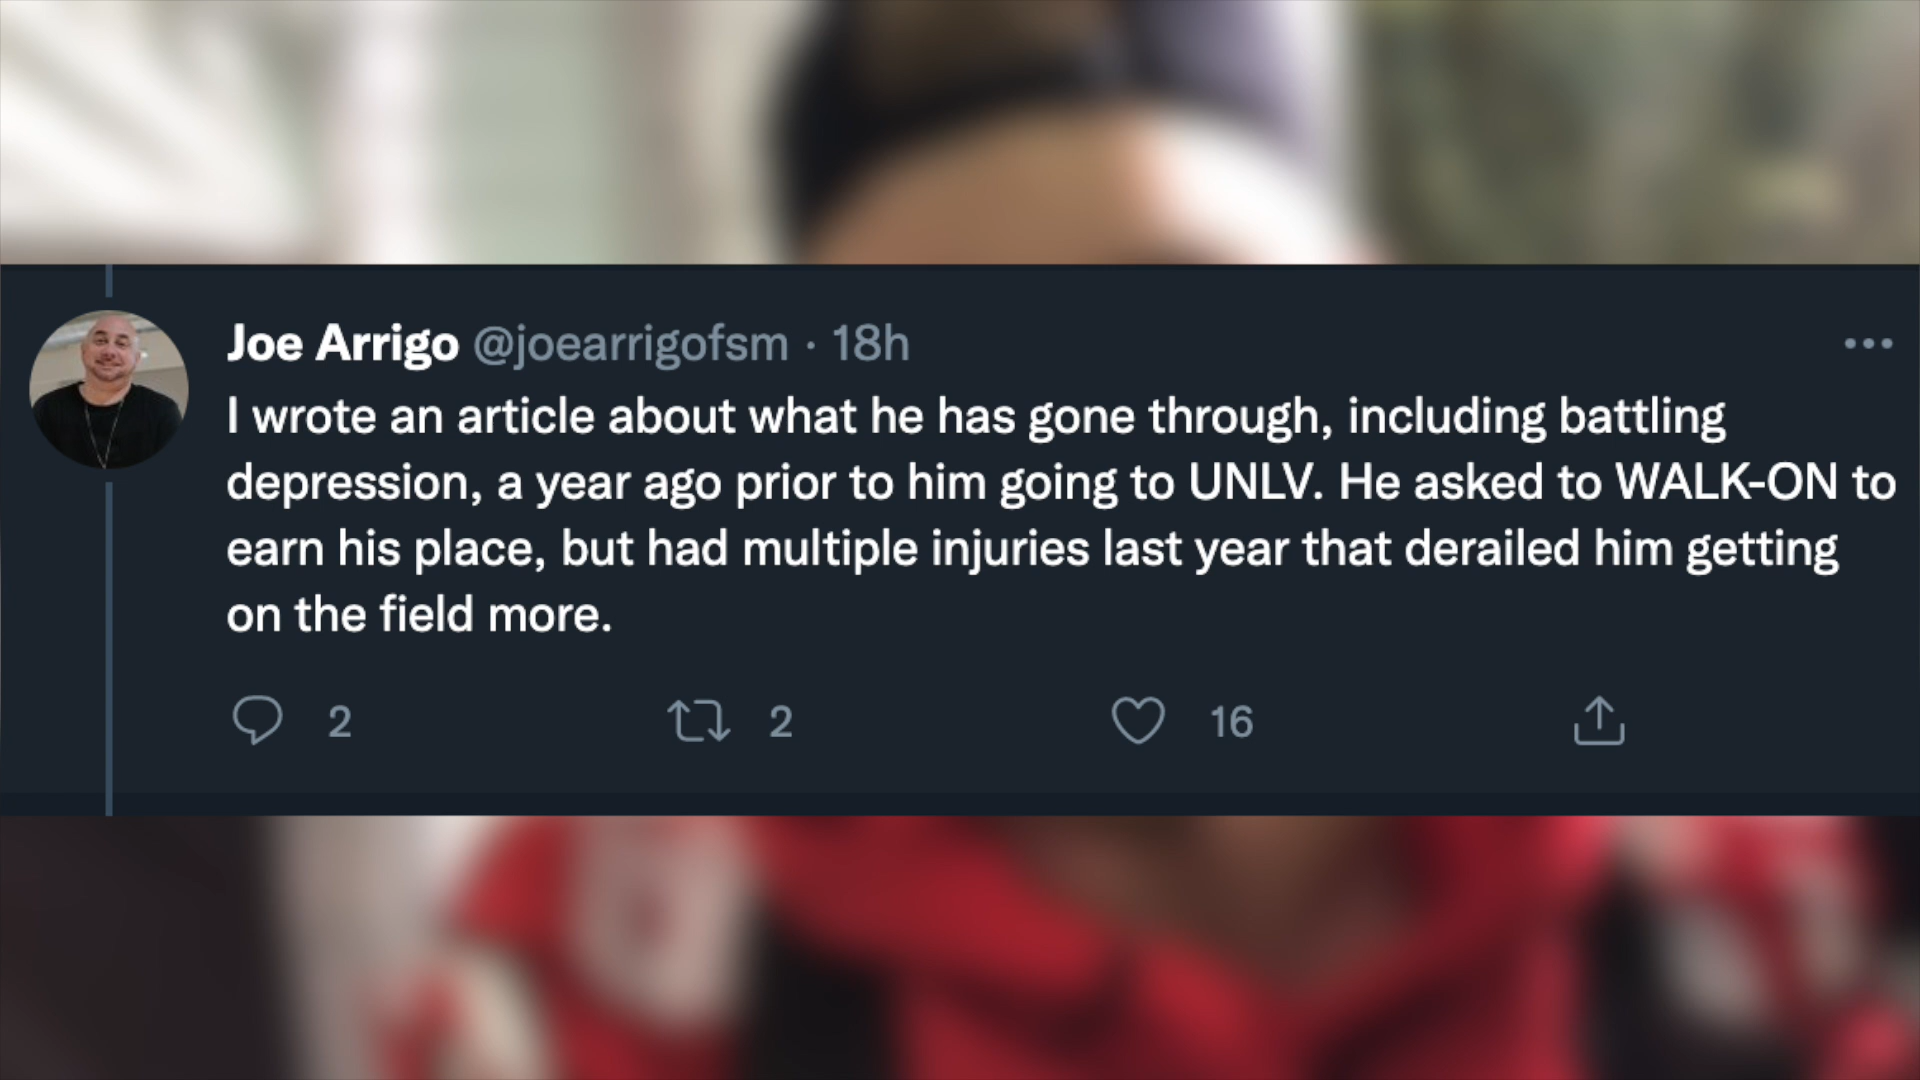 Joe Arrigo @joearrigofsm · 18h
I wrote an article about what he has gone through, including battling
depression, a year ago prior to him going to UNLV. He asked to WALK-ON to
earn his place, but had multiple injuries last year that derailed him getting
on the field more.
2 2 16